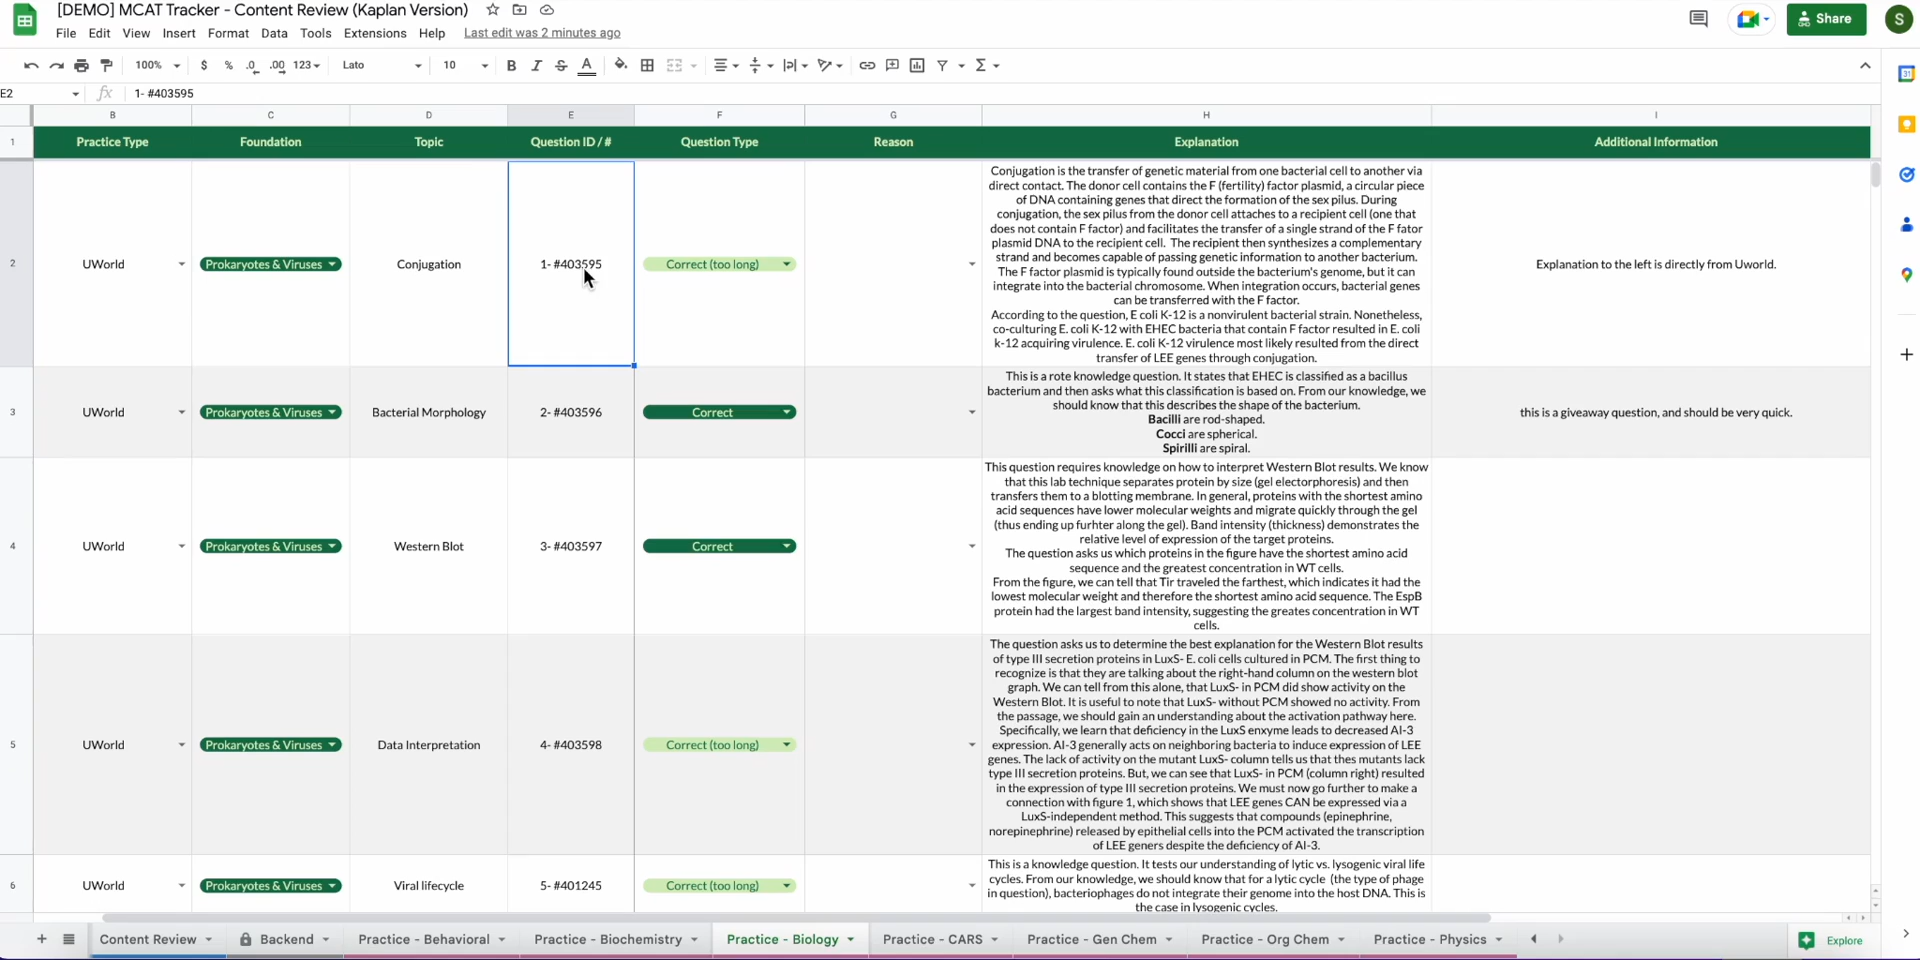 [DEMO] MCAT Tracker - Content Review (Kaplan Version)
Share
S
File Edit View Insert Format Data Tools Extensions Help Last edit was 2 minutes ago
100% $ % .0 .00 123 Lato 10 B I S A
E2 fx 1- #403595
B C D E F G H I
1 Practice Type Foundation Topic Question ID / # Question Type Reason Explanation Additional Information
2 UWorld Prokaryotes & Viruses Conjugation 1- #403595 Correct (too long)
Conjugation is the transfer of genetic material from one bacterial cell to another via
direct contact. The donor cell contains the F (fertility) factor plasmid, a circular piece
of DNA containing genes that direct the formation of the sex pilus. During
conjugation, the sex pilus from the donor cell attaches to a recipient cell (one that
does not contain F factor) and facilitates the transfer of a single strand of the F fator
plasmid DNA to the recipient cell. The recipient then synthesizes a complementary
strand and becomes capable of passing genetic information to another bacterium.
The F factor plasmid is typically found outside the bacterium's genome, but it can
integrate into the bacterial chromosome. When integration occurs, bacterial genes
can be transferred with the F factor.
According to the question, E coli K-12 is a nonvirulent bacterial strain. Nonetheless,
co-culturing E. coli K-12 with EHEC bacteria that contain F factor resulted in E. coli
k-12 acquiring virulence. E. coli K-12 virulence most likely resulted from the direct
transfer of LEE genes through conjugation.
Explanation to the left is directly from Uworld.
3 UWorld Prokaryotes & Viruses Bacterial Morphology 2- #403596 Correct
This is a rote knowledge question. It states that EHEC is classified as a bacillus
bacterium and then asks what this classification is based on. From our knowledge, we
should know that this describes the shape of the bacterium.
Bacilli are rod-shaped.
Cocci are spherical.
Spirilli are spiral.
this is a giveaway question, and should be very quick.
4 UWorld Prokaryotes & Viruses Western Blot 3- #403597 Correct
This question requires knowledge on how to interpret Western Blot results. We know
that this lab technique separates protein by size (gel electorphoresis) and then
transfers them to a blotting membrane. In general, proteins with the shortest amino
acid sequences have lower molecular weights and migrate quickly through the gel
(thus ending up furhter along the gel). Band intensity (thickness) demonstrates the
relative level of expression of the target proteins.
The question asks us which proteins in the figure have the shortest amino acid
sequence and the greatest concentration in WT cells.
From the figure, we can tell that Tir traveled the farthest, which indicates it had the
lowest molecular weight and therefore the shortest amino acid sequence. The EspB
protein had the largest band intensity, suggesting the greates concentration in WT
cells.
5 UWorld Prokaryotes & Viruses Data Interpretation 4- #403598 Correct (too long)
The question asks us to determine the best explanation for the Western Blot results
of type III secretion proteins in LuxS- E. coli cells cultured in PCM. The first thing to
recognize is that they are talking about the right-hand column on the western blot
graph. We can tell from this alone, that LuxS- in PCM did show activity on the
Western Blot. It is useful to note that LuxS- without PCM showed no activity. From
the passage, we should gain an understanding about the activation pathway here.
Specifically, we learn that deficiency in the LuxS enxyme leads to decreased AI-3
expression. AI-3 generally acts on neighboring bacteria to induce expression of LEE
genes. The lack of activity on the mutant LuxS- column tells us that thes mutants lack
type III secretion proteins. But, we can see that LuxS- in PCM (column right) resulted
in the expression of type III secretion proteins. We must now go further to make a
connection with figure 1, which shows that LEE genes CAN be expressed via a
LuxS-independent method. This suggests that compounds (epinephrine,
norepinephrine) released by epithelial cells into the PCM activated the transcription
of LEE geners despite the deficiency of AI-3.
6 UWorld Prokaryotes & Viruses Viral lifecycle 5- #401245 Correct (too long)
This is a knowledge question. It tests our understanding of lytic vs. lysogenic viral life
cycles. From our knowledge, we should know that for a lytic cycle (the type of phage
in question), bacteriophages do not integrate their genome into the host DNA. This is
the case in lysogenic cycles.
Content Review Backend Practice - Behavioral Practice - Biochemistry Practice - Biology Practice - CARS Practice - Gen Chem Practice - Org Chem Practice - Physics Explore
31